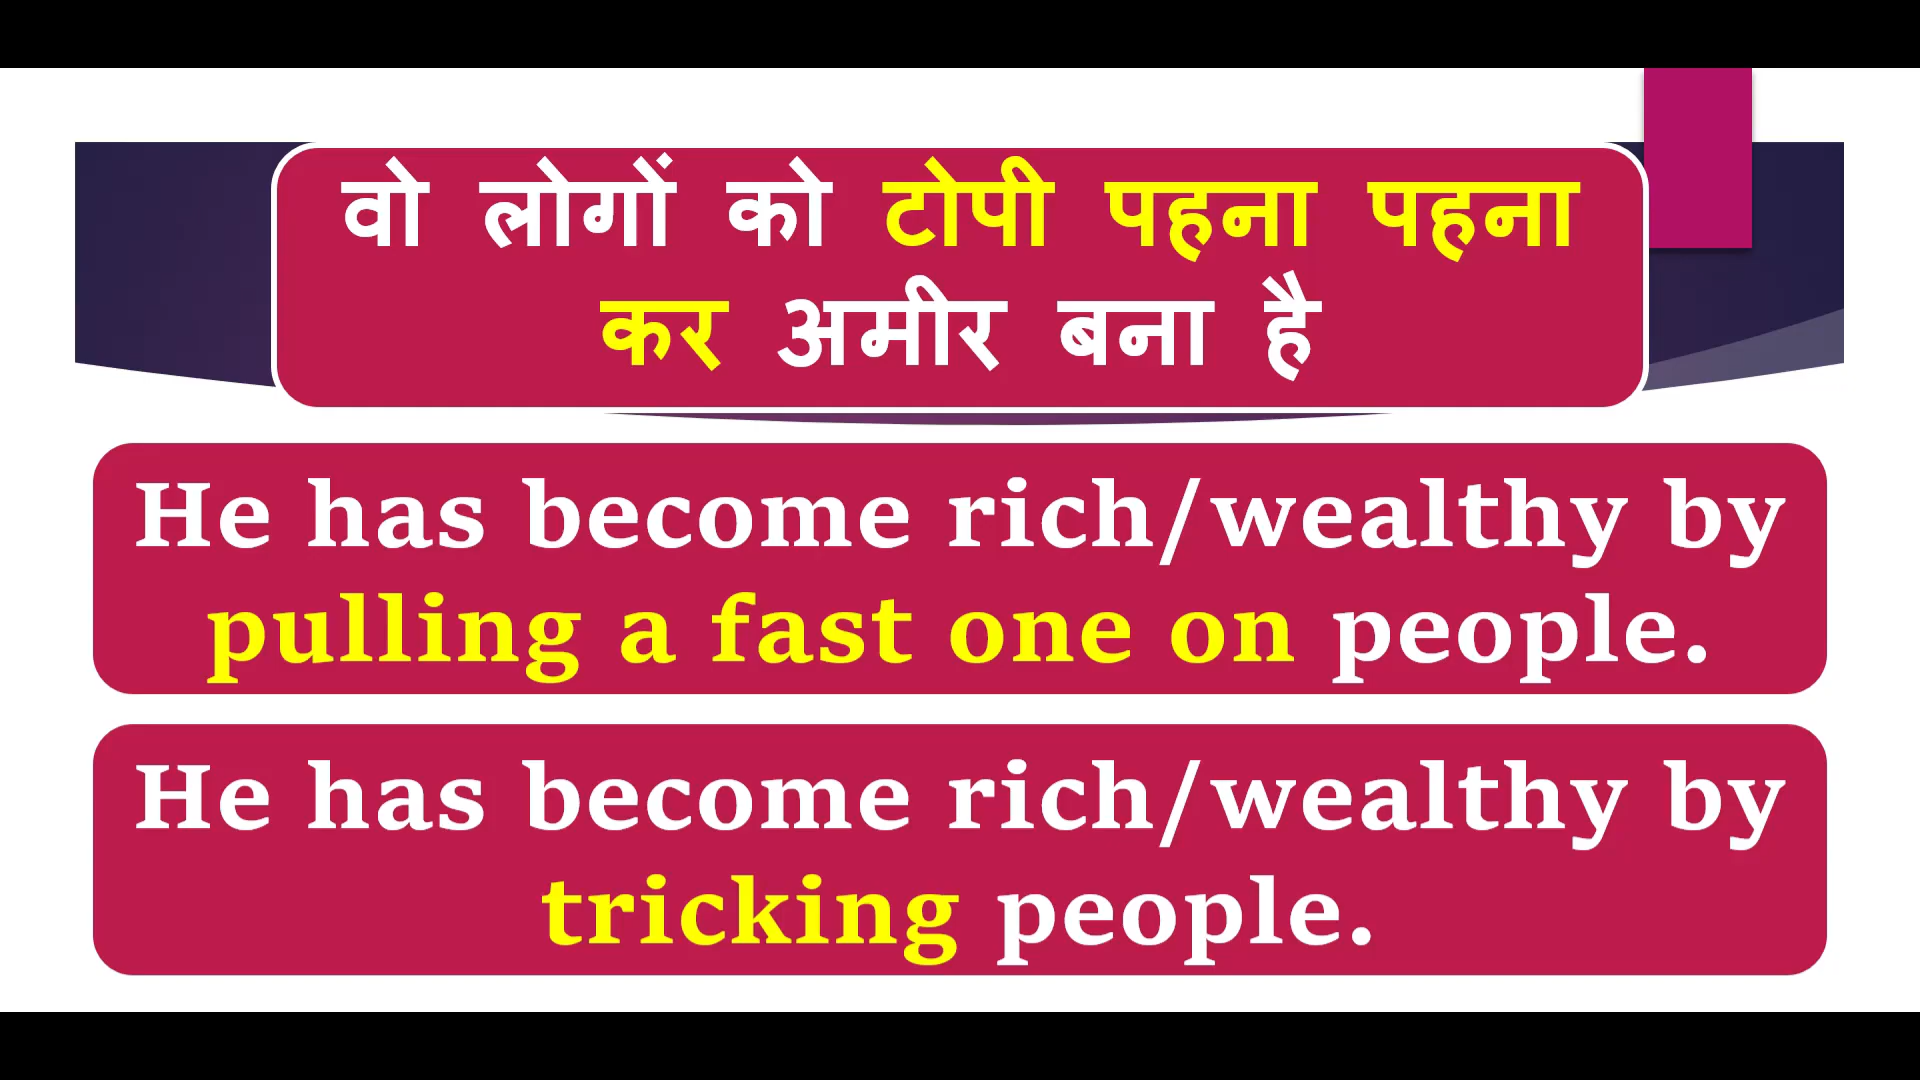 वो लोगों को टोपी पहना पहना
कर अमीर बना है
He has become rich/wealthy by
pulling a fast one on people.
He has become rich/wealthy by
tricking people.